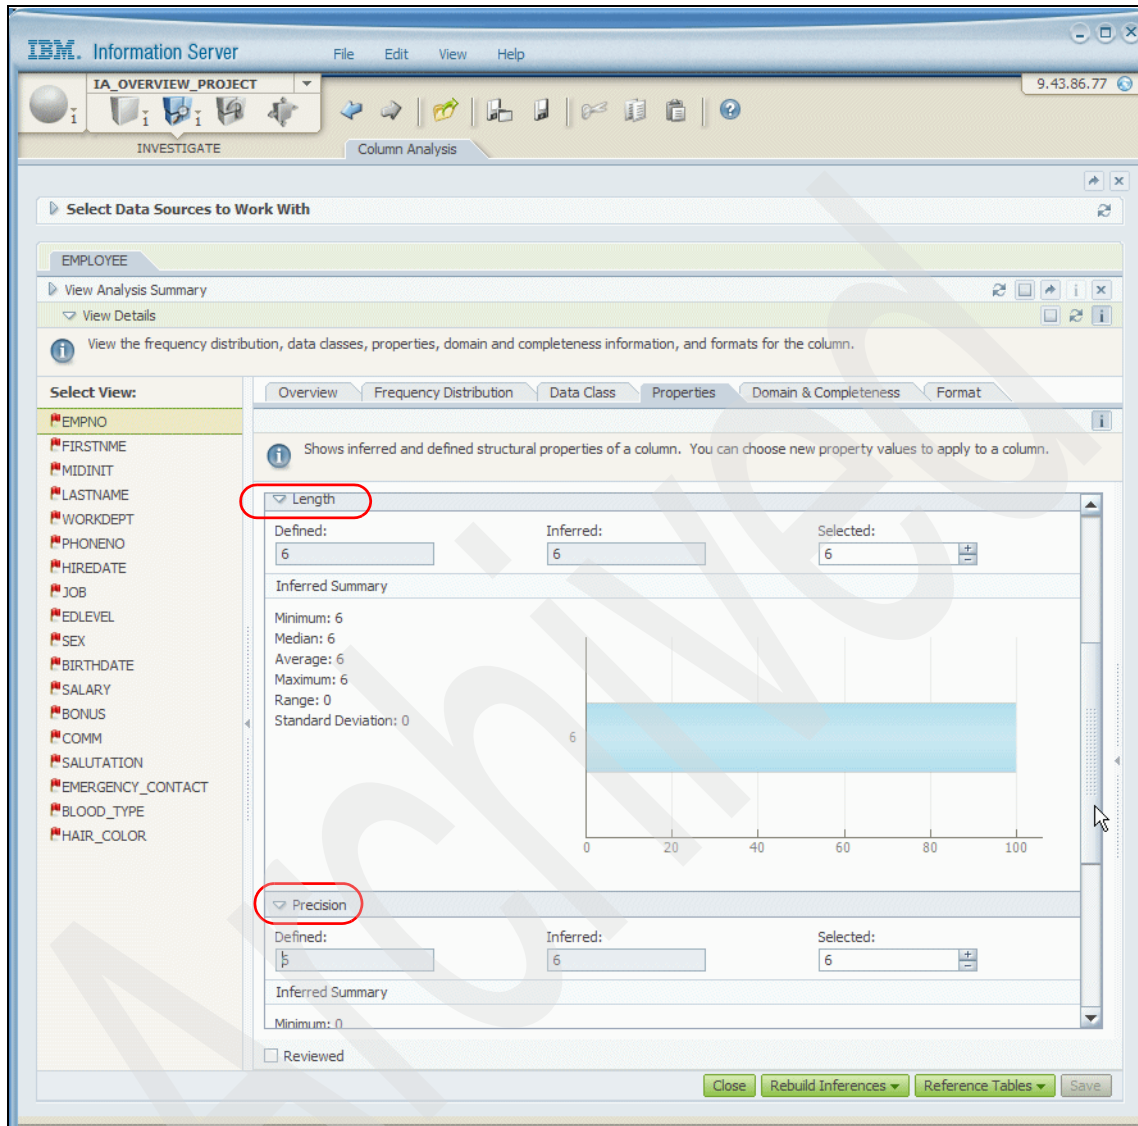 IBM. Information Server
File Edit View Help
IA_OVERVIEW_PROJECT
9.43.86.77
INVESTIGATE
Column Analysis
Select Data Sources to Work With
EMPLOYEE
View Analysis Summary
View Details
View the frequency distribution, data classes, properties, domain and completeness information, and formats for the column.
Select View:
EMPNO
FIRSTNME
MIDINIT
LASTNAME
WORKDEPT
PHONENO
HIREDATE
JOB
EDLEVEL
SEX
BIRTHDATE
SALARY
BONUS
COMM
SALUTATION
EMERGENCY_CONTACT
BLOOD_TYPE
HAIR_COLOR
Overview Frequency Distribution Data Class Properties Domain & Completeness Format
Shows inferred and defined structural properties of a column. You can choose new property values to apply to a column.
Length
Defined: Inferred: Selected:
6 6 6
Inferred Summary
Minimum: 6
Median: 6
Average: 6
Maximum: 6
Range: 0
Standard Deviation: 0
6
0 20 40 60 80 100
Precision
Defined: Inferred: Selected:
6 6
Inferred Summary
Minimum: 0
Reviewed
Close Rebuild Inferences Reference Tables Save
Archived